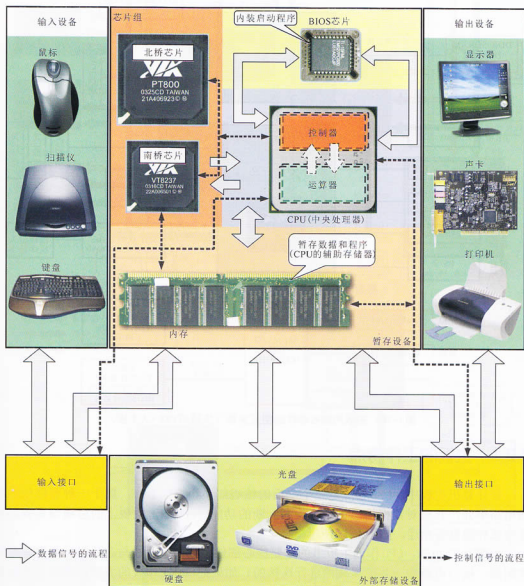 输入设备
鼠标
扫描仪
键盘
芯片组
北桥芯片
VIA
PT800
0325CD TAIWAN
21A406923
南桥芯片
VIA
VT8237
TAIWAN
内装启动程序
BIOS芯片
控制器
运算器
CPU(中央处理器)
暂存数据和程序
(CPU的辅助存储器)
内存
暂存设备
输出设备
显示器
声卡
打印机
输入接口
硬盘
光盘
外部存储设备
输出接口
数据信号的流程
控制信号的流程